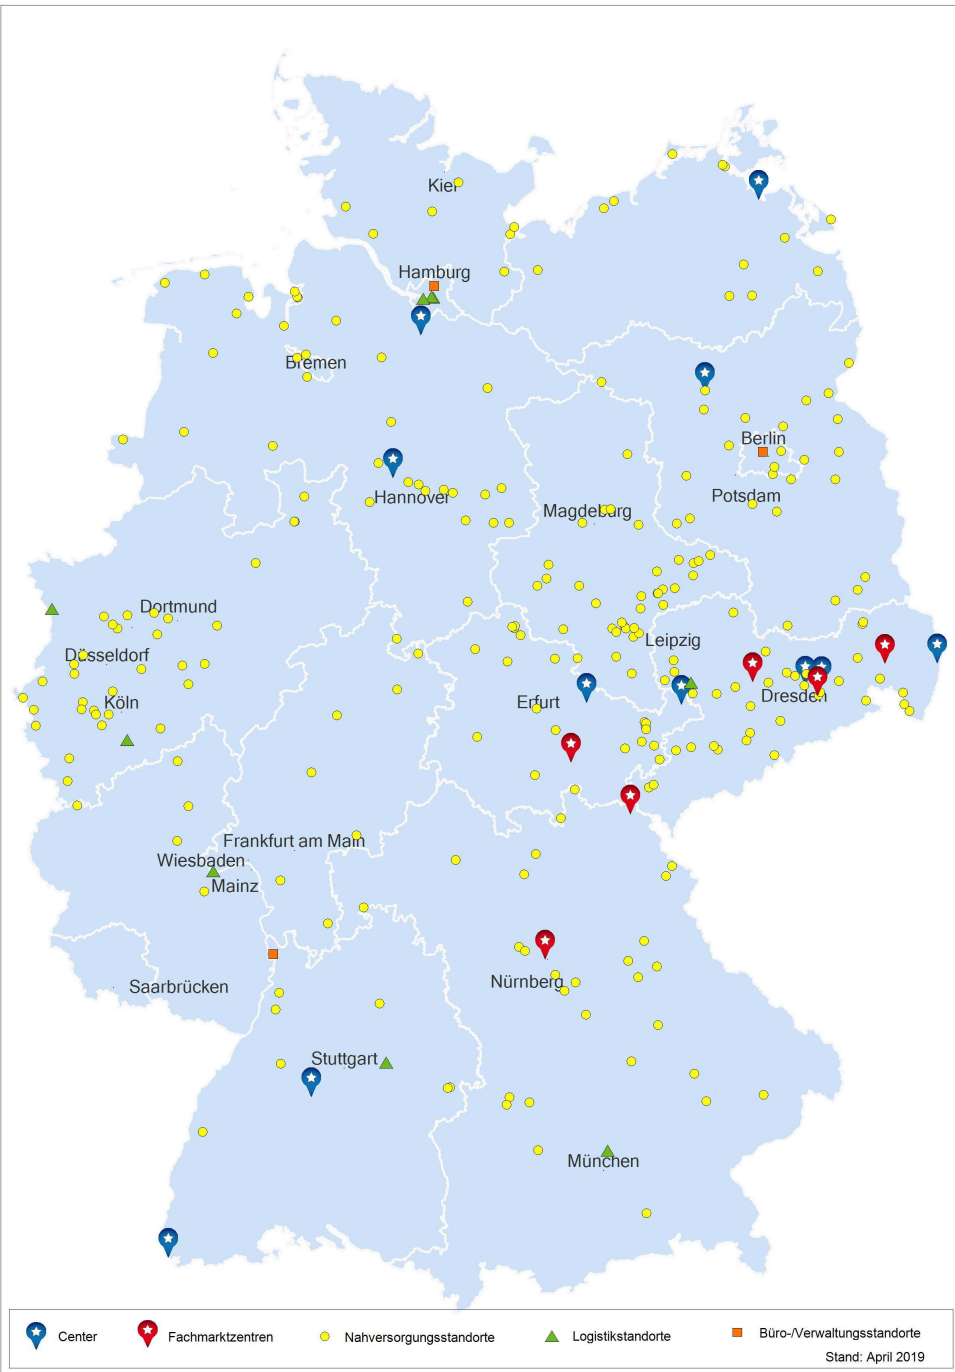 Kiel
Hamburg
Bremen
Berlin
Hannover
Potsdam
Magdeburg
Dortmund
Leipzig
Düsseldorf
Dresden
Köln
Erfurt
Frankfurt am Main
Wiesbaden
Mainz
Nürnberg
Saarbrücken
Stuttgart
München
Center
Fachmarktzentren
Nahversorgungsstandorte
Logistikstandorte
Büro-/Verwaltungsstandorte
Stand: April 2019